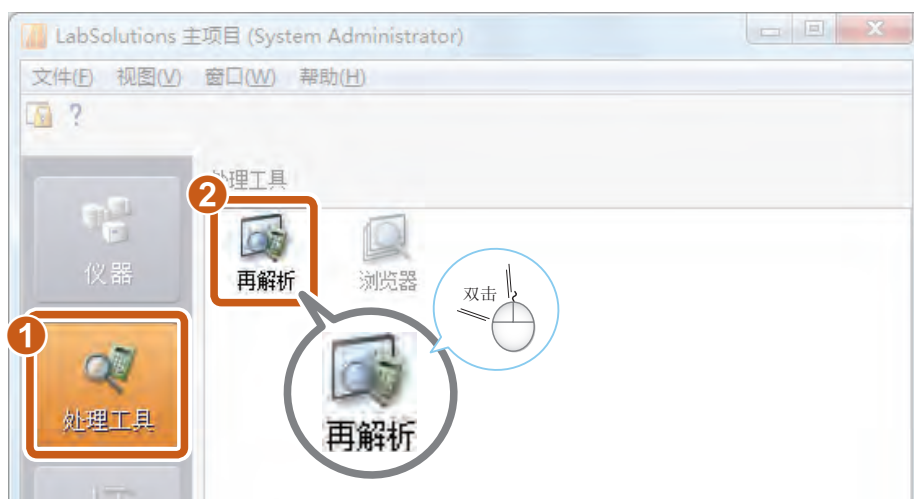 LabSolutions 主项目 (System Administrator)
文件(F) 视图(V) 窗口(W) 帮助(H)
?
处理工具
2
仪器
再解析
浏览器
双击
1
处理工具
再解析